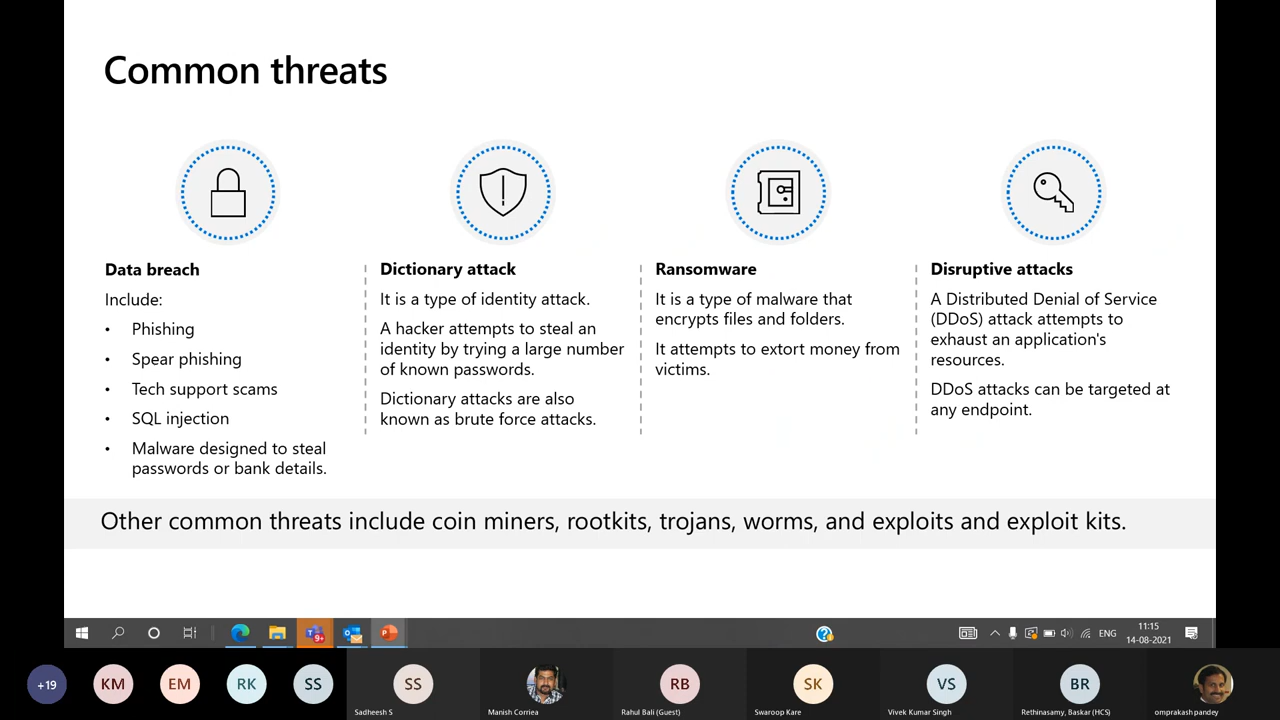 Common threats
Data breach
Include:
• Phishing
• Spear phishing
• Tech support scams
• SQL injection
• Malware designed to steal
passwords or bank details.
Dictionary attack
It is a type of identity attack.
A hacker attempts to steal an
identity by trying a large number
of known passwords.
Dictionary attacks are also
known as brute force attacks.
Ransomware
It is a type of malware that
encrypts files and folders.
It attempts to extort money from
victims.
Disruptive attacks
A Distributed Denial of Service
(DDoS) attack attempts to
exhaust an application's
resources.
DDoS attacks can be targeted at
any endpoint.
Other common threats include coin miners, rootkits, trojans, worms, and exploits and exploit kits.
9+
ENG
11:15
14-08-2021
+19
KM
EM
RK
SS
SS
Sadheesh S
Manish Corriea
RB
Rahul Bali (Guest)
SK
Swaroop Kare
VS
Vivek Kumar Singh
BR
Rethinasamy, Baskar (HCS)
omprakash pandey